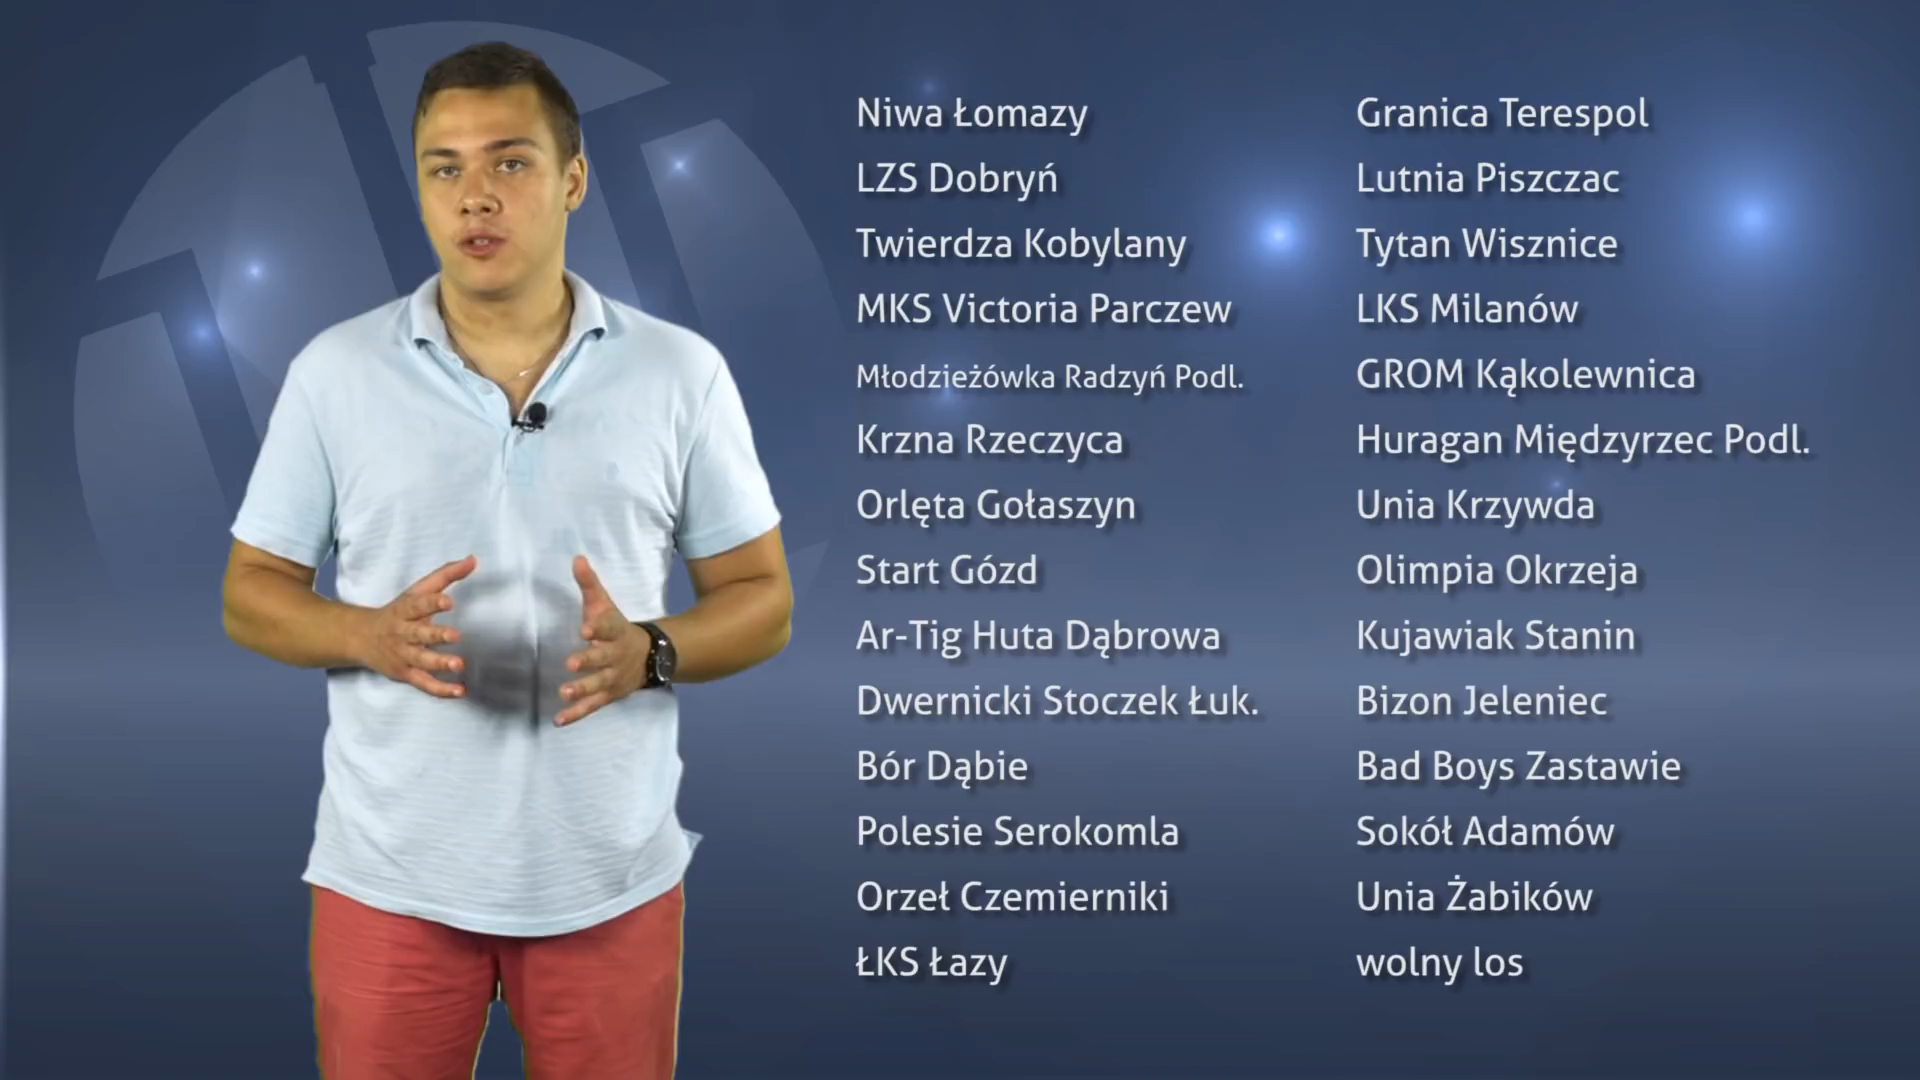 Niwa Łomazy Granica Terespol
LZS Dobryń Lutnia Piszczac
Twierdza Kobylany Tytan Wisznice
MKS Victoria Parczew LKS Milanów
Młodzieżówka Radzyń Podl. GROM Kąkolewnica
Krzna Rzeczyca Huragan Międzyrzec Podl.
Orlęta Gołaszyn Unia Krzywda
Start Gózd Olimpia Okrzeja
Ar-Tig Huta Dąbrowa Kujawiak Stanin
Dwernicki Stoczek Łuk. Bizon Jeleniec
Bór Dąbie Bad Boys Zastawie
Polesie Serokomla Sokół Adamów
Orzeł Czemierniki Unia Żabików
ŁKS Łazy wolny los